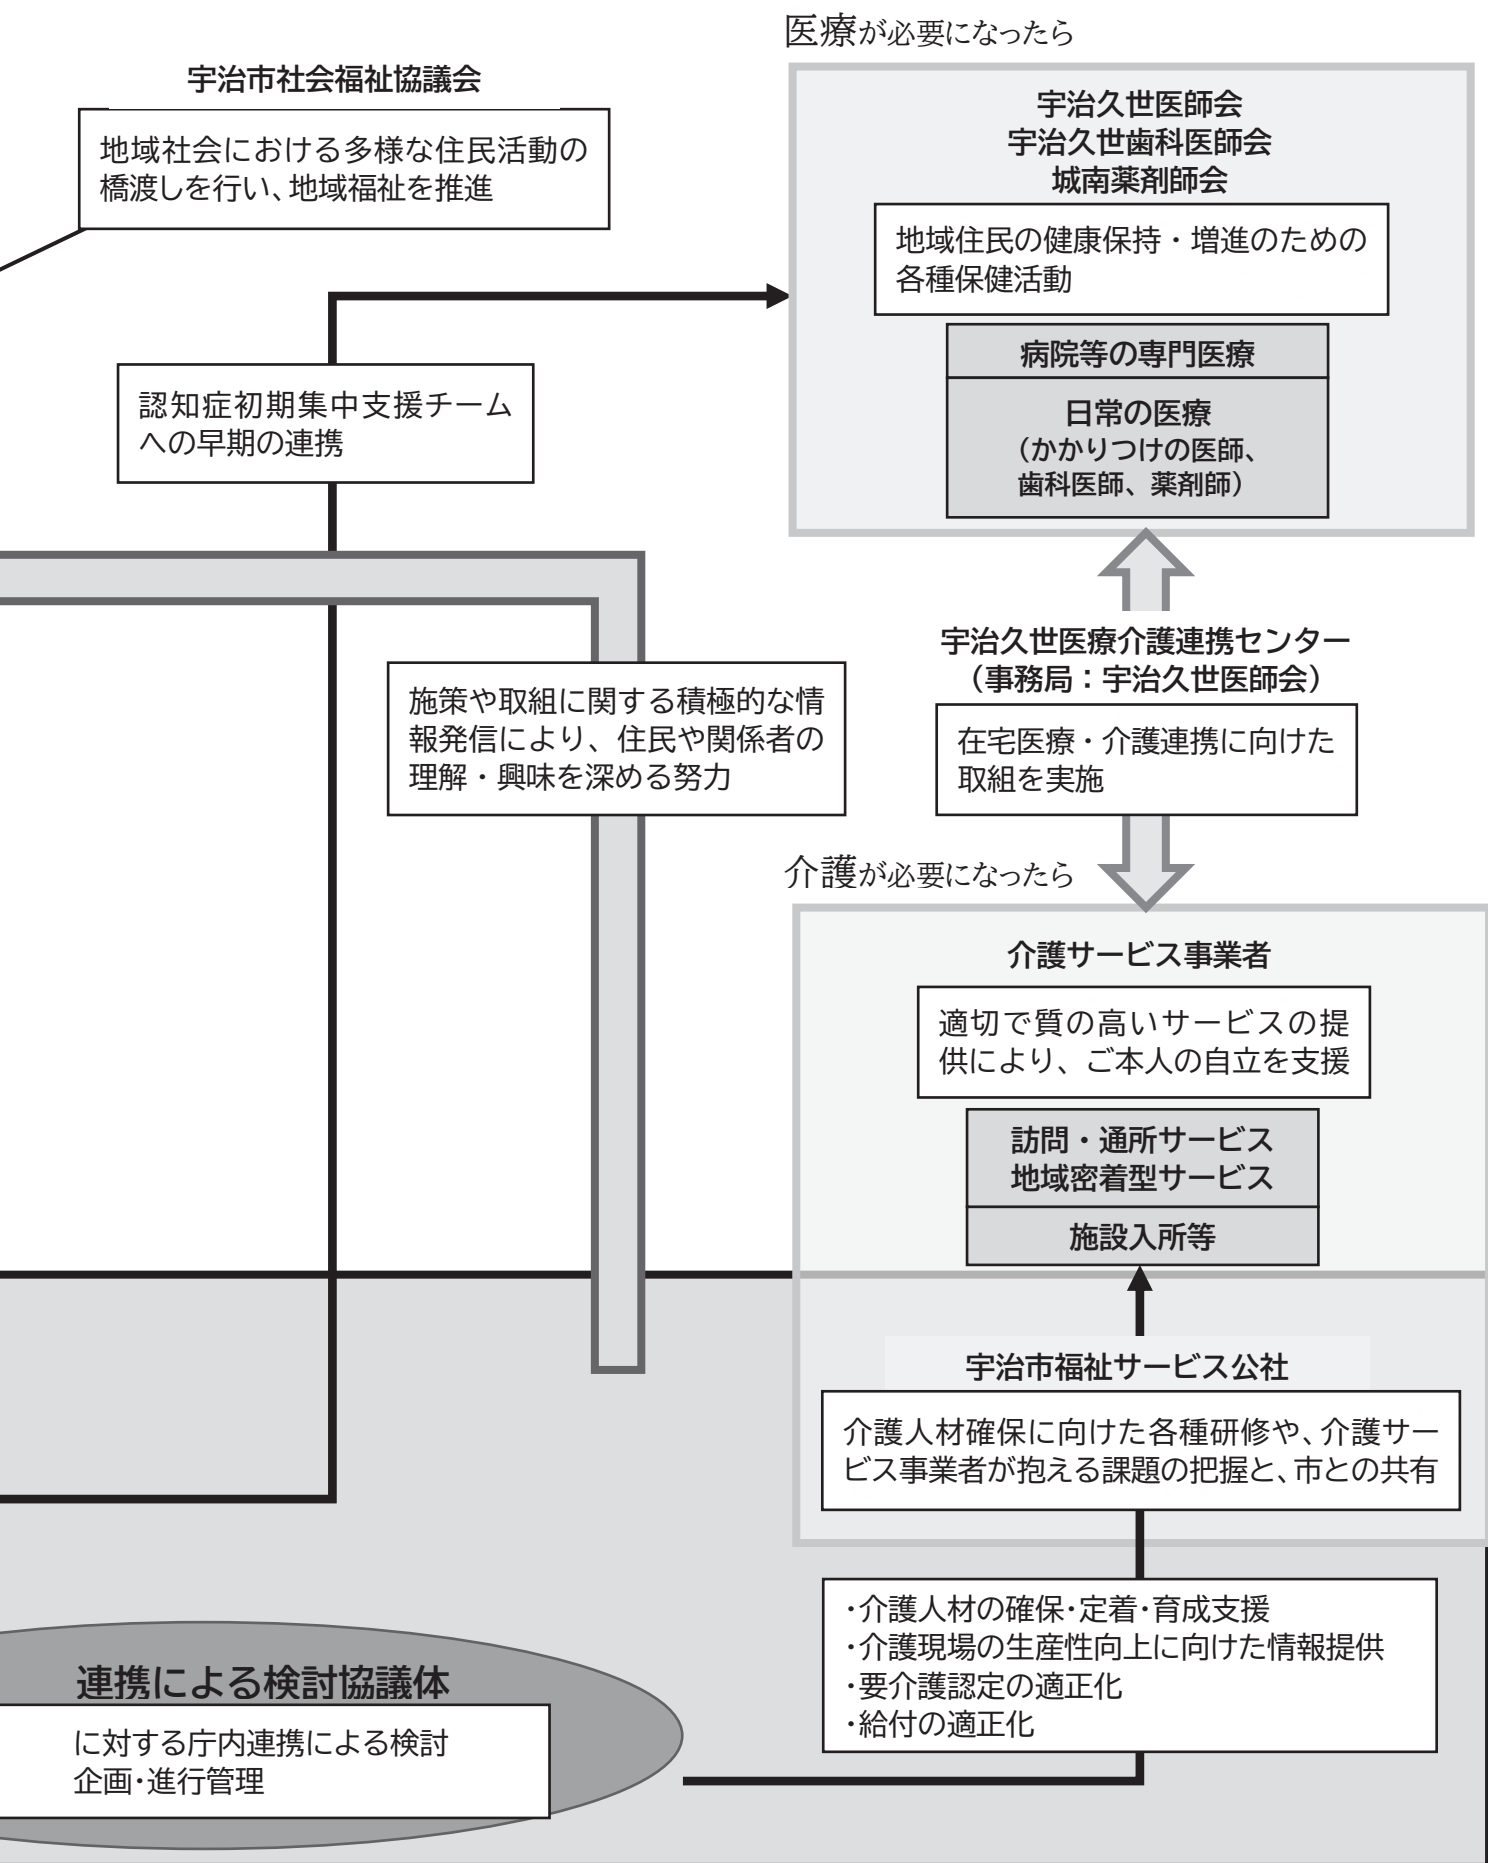 医療が必要になったら
宇治市社会福祉協議会
地域社会における多様な住民活動の
橋渡しを行い、地域福祉を推進
宇治久世医師会
宇治久世歯科医師会
城南薬剤師会
地域住民の健康保持・増進のための
各種保健活動
病院等の専門医療
日常の医療
（かかりつけの医師、
歯科医師、薬剤師）
認知症初期集中支援チーム
への早期の連携
宇治久世医療介護連携センター
（事務局：宇治久世医師会）
在宅医療・介護連携に向けた
取組を実施
施策や取組に関する積極的な情
報発信により、住民や関係者の
理解・興味を深める努力
介護が必要になったら
介護サービス事業者
適切で質の高いサービスの提
供により、ご本人の自立を支援
訪問・通所サービス
地域密着型サービス
施設入所等
宇治市福祉サービス公社
介護人材確保に向けた各種研修や、介護サー
ビス事業者が抱える課題の把握と、市との共有
・介護人材の確保・定着・育成支援
・介護現場の生産性向上に向けた情報提供
・要介護認定の適正化
・給付の適正化
連携による検討協議体
に対する庁内連携による検討
企画・進行管理